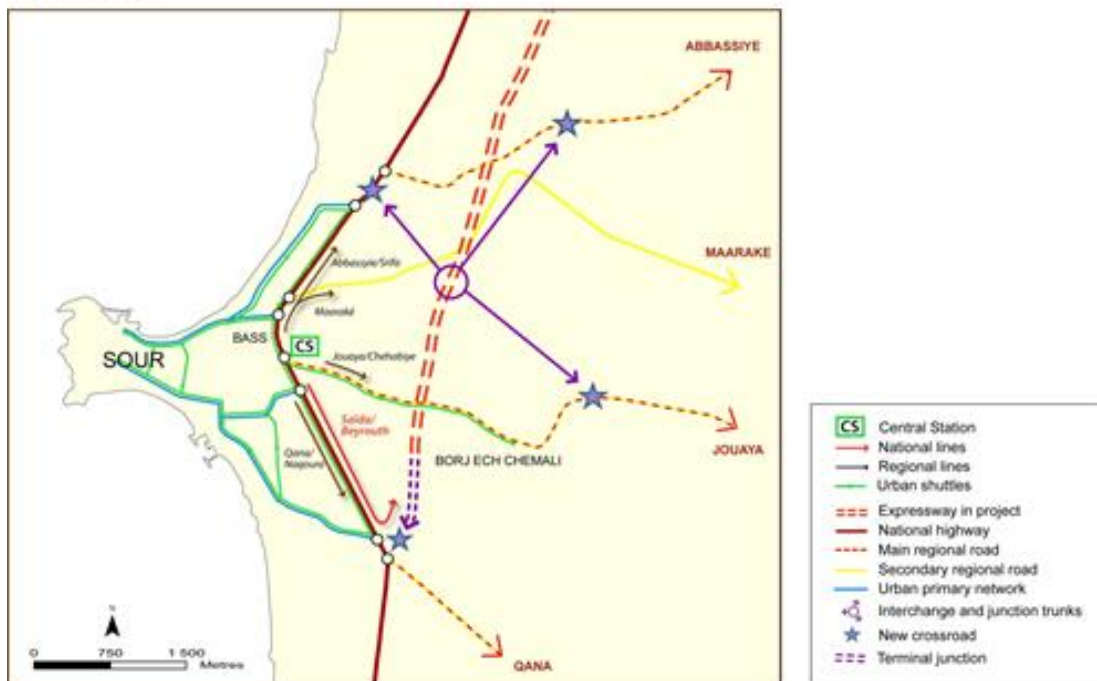 ABBASSIYE
MAARAKE
Abbassiye/Srifa
Maaraké
BASS
CS
SOUR
Jouaya/Chehabiye
Saïda/
Beyrouth
Qana/
Naqoura
BORJ ECH CHEMALI
JOUAYA
QANA
N
0 750 1 500
Metres
CS Central Station
National lines
Regional lines
Urban shuttles
Expressway in project
National highway
Main regional road
Secondary regional road
Urban primary network
Interchange and junction trunks
New crossroad
Terminal junction